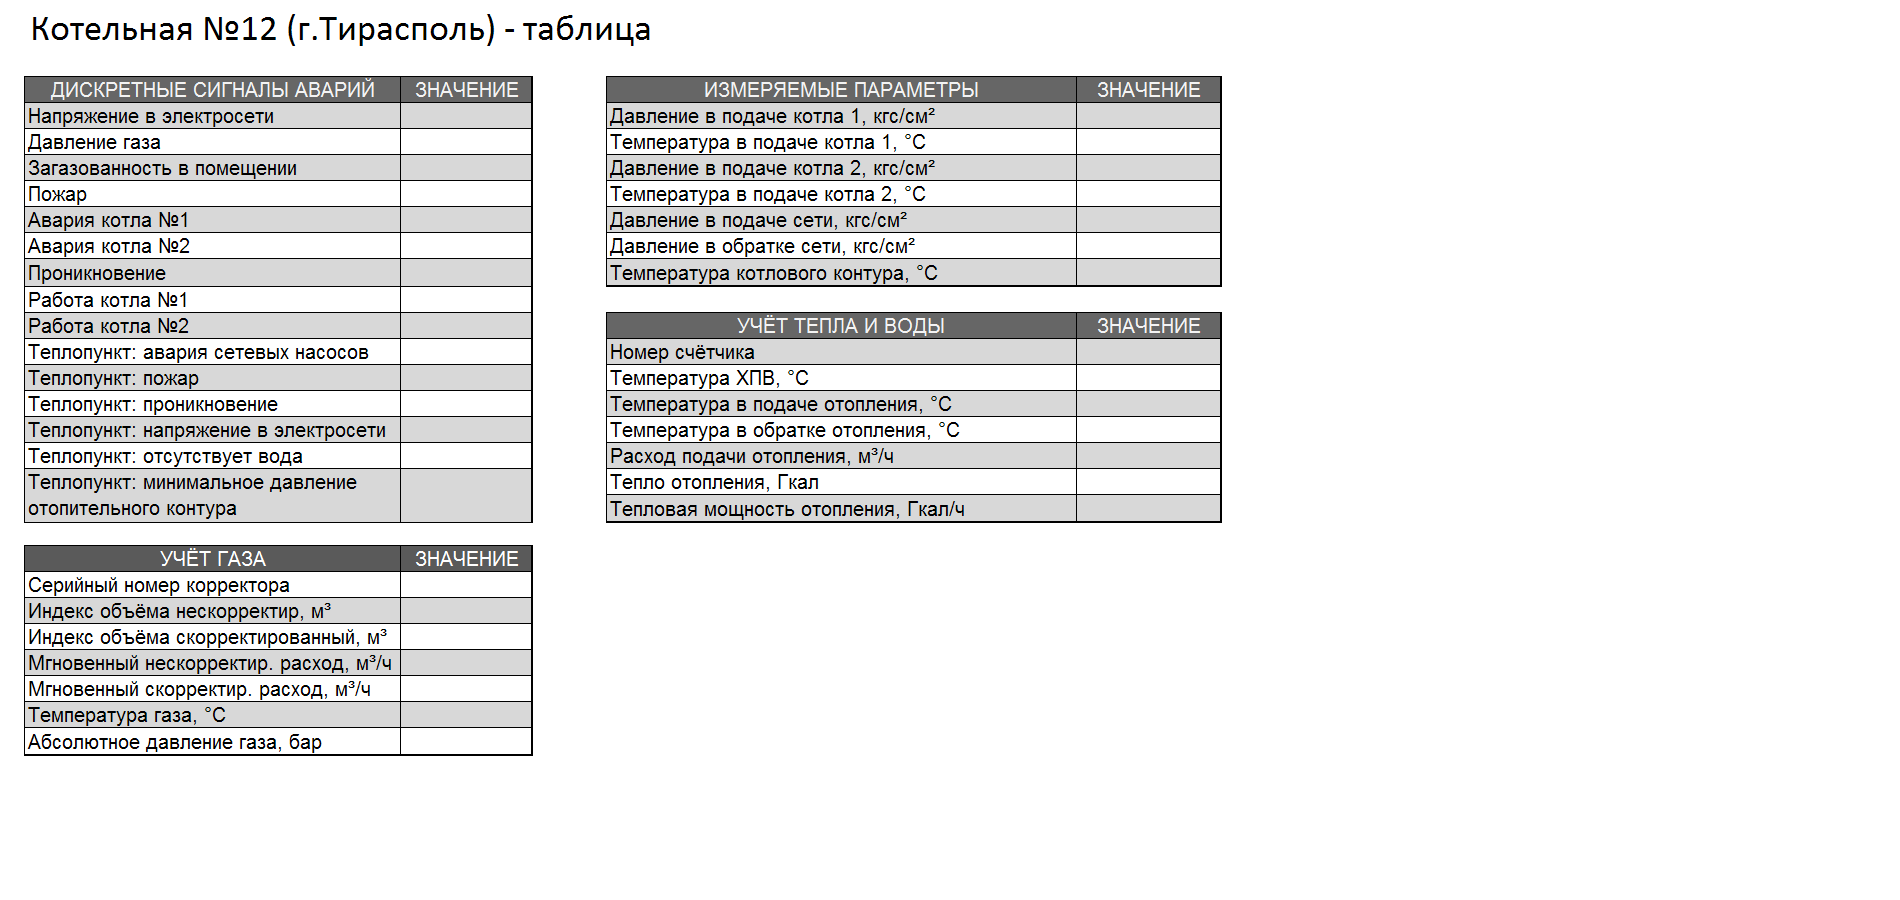 Котельная №12 (г.Тирасполь) - таблица
ДИСКРЕТНЫЕ СИГНАЛЫ АВАРИЙ ЗНАЧЕНИЕ
Напряжение в электросети
Давление газа
Загазованность в помещении
Пожар
Авария котла №1
Авария котла №2
Проникновение
Работа котла №1
Работа котла №2
Теплопункт: авария сетевых насосов
Теплопункт: пожар
Теплопункт: проникновение
Теплопункт: напряжение в электросети
Теплопункт: отсутствует вода
Теплопункт: минимальное давление
отопительного контура
УЧЁТ ГАЗА ЗНАЧЕНИЕ
Серийный номер корректора
Индекс объёма нескорректир, м³
Индекс объёма скорректированный, м³
Мгновенный нескорректир. расход, м³/ч
Мгновенный скорректир. расход, м³/ч
Температура газа, °C
Абсолютное давление газа, бар
ИЗМЕРЯЕМЫЕ ПАРАМЕТРЫ ЗНАЧЕНИЕ
Давление в подаче котла 1, кгс/см²
Температура в подаче котла 1, °C
Давление в подаче котла 2, кгс/см²
Температура в подаче котла 2, °C
Давление в подаче сети, кгс/см²
Давление в обратке сети, кгс/см²
Температура котлового контура, °C
УЧЁТ ТЕПЛА И ВОДЫ ЗНАЧЕНИЕ
Номер счётчика
Температура ХПВ, °C
Температура в подаче отопления, °C
Температура в обратке отопления, °C
Расход подачи отопления, м³/ч
Тепло отопления, Гкал
Тепловая мощность отопления, Гкал/ч